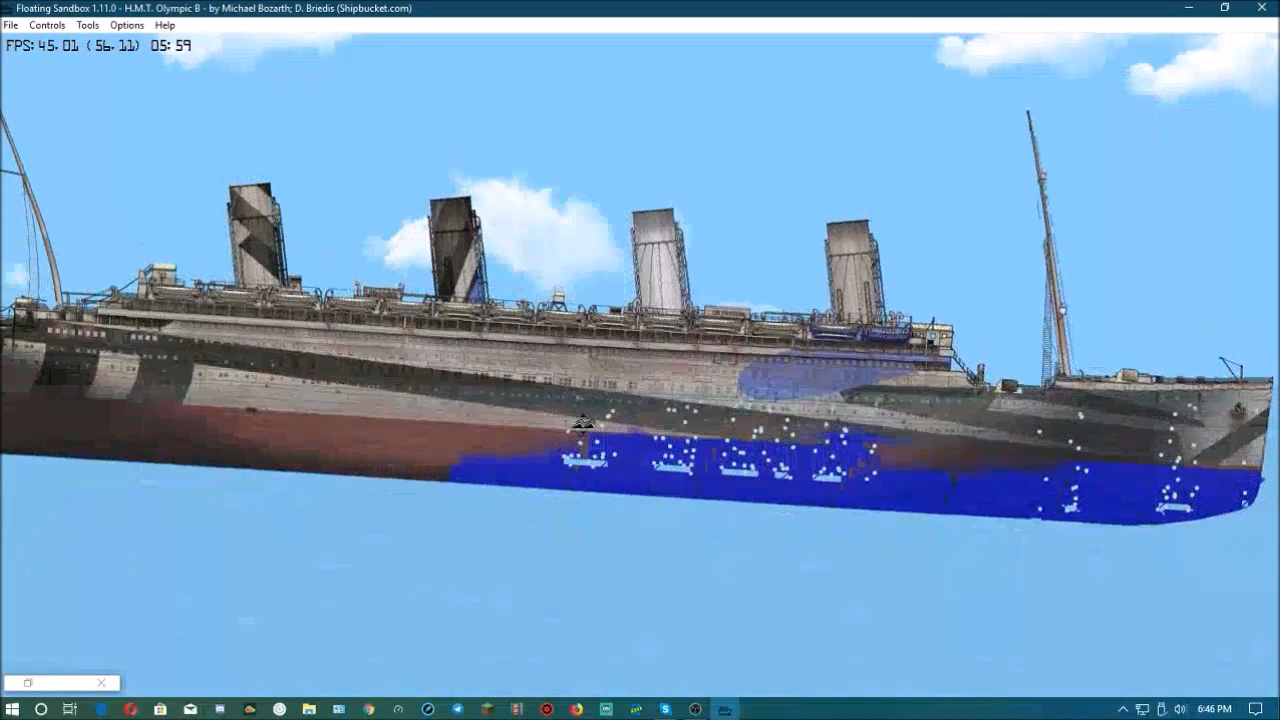 Floating Sandbox 1.11.0 - H.M.T. Olympic B - by Michael Bozarth; D. Briedis (Shipbucket.com)
File Controls Tools Options Help
FPS: 45.01 (56.11) 05:59
6:46 PM